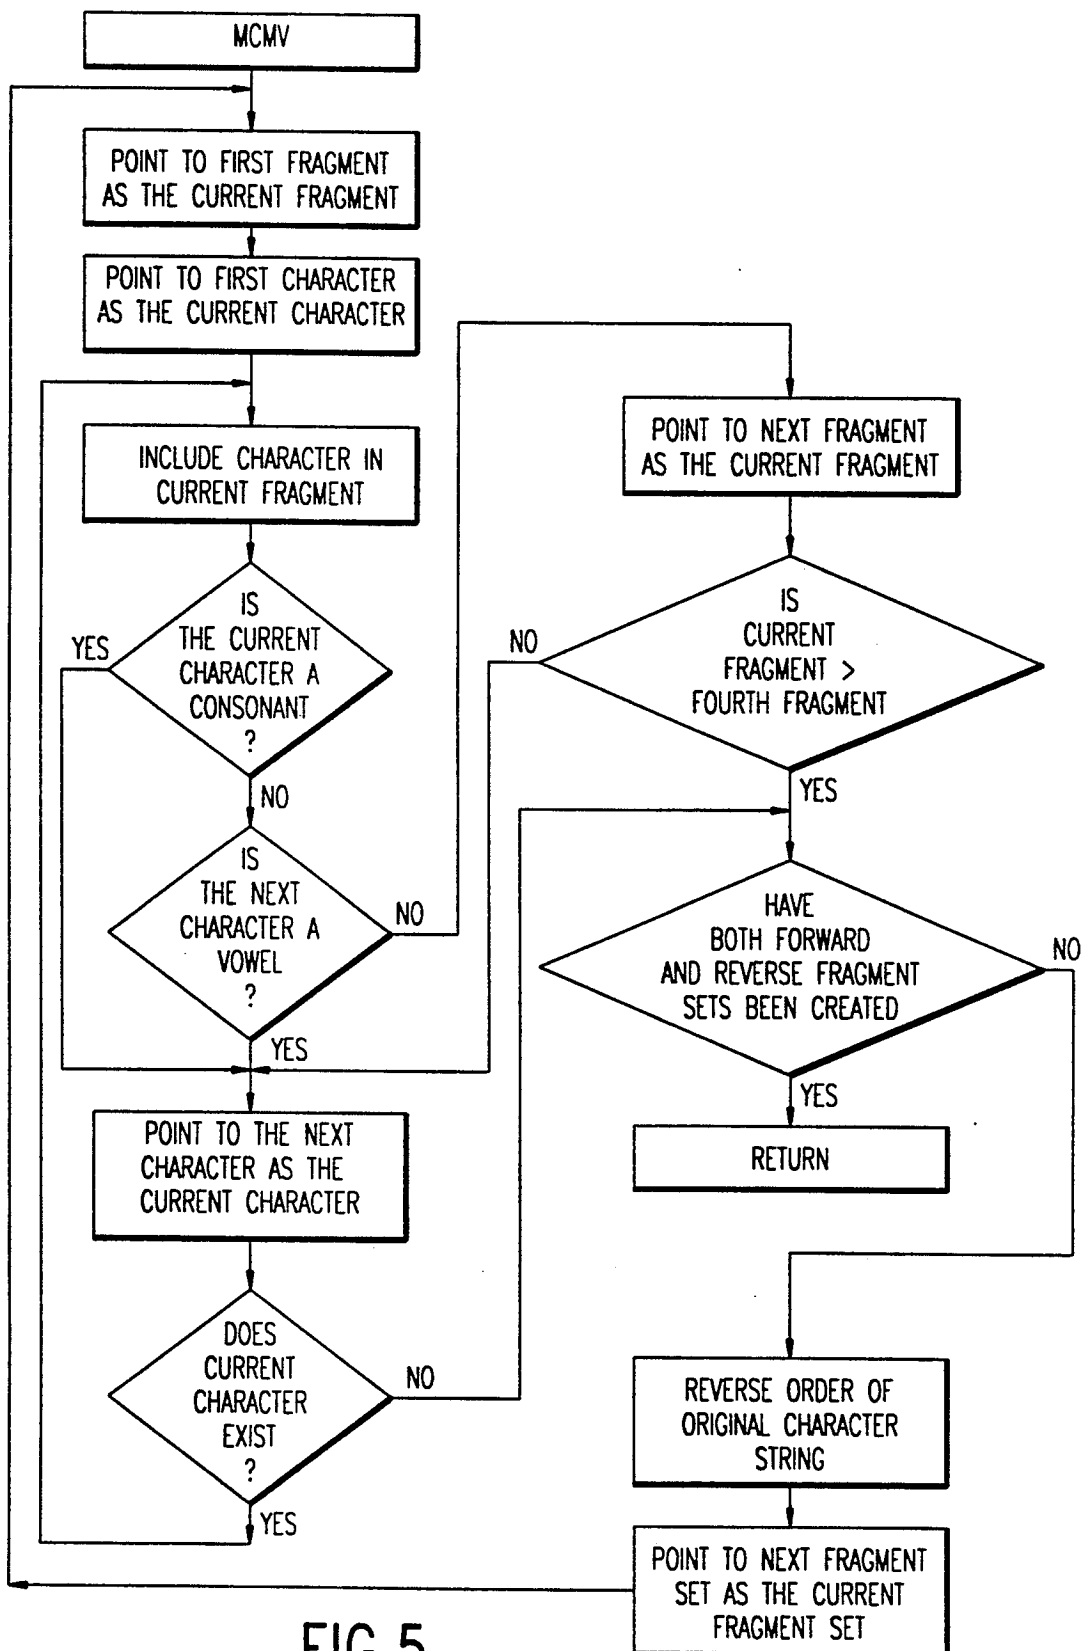 MCMV
POINT TO FIRST FRAGMENT
AS THE CURRENT FRAGMENT
POINT TO FIRST CHARACTER
AS THE CURRENT CHARACTER
INCLUDE CHARACTER IN
CURRENT FRAGMENT
IS
THE CURRENT
CHARACTER A
CONSONANT
?
YES
NO
IS
THE NEXT
CHARACTER A
VOWEL
?
NO
YES
POINT TO THE NEXT
CHARACTER AS THE
CURRENT CHARACTER
DOES
CURRENT
CHARACTER
EXIST
?
NO
YES
POINT TO NEXT FRAGMENT
AS THE CURRENT FRAGMENT
IS
CURRENT
FRAGMENT >
FOURTH FRAGMENT
NO
YES
HAVE
BOTH FORWARD
AND REVERSE FRAGMENT
SETS BEEN CREATED
NO
YES
RETURN
REVERSE ORDER OF
ORIGINAL CHARACTER
STRING
POINT TO NEXT FRAGMENT
SET AS THE CURRENT
FRAGMENT SET
FIG. 5